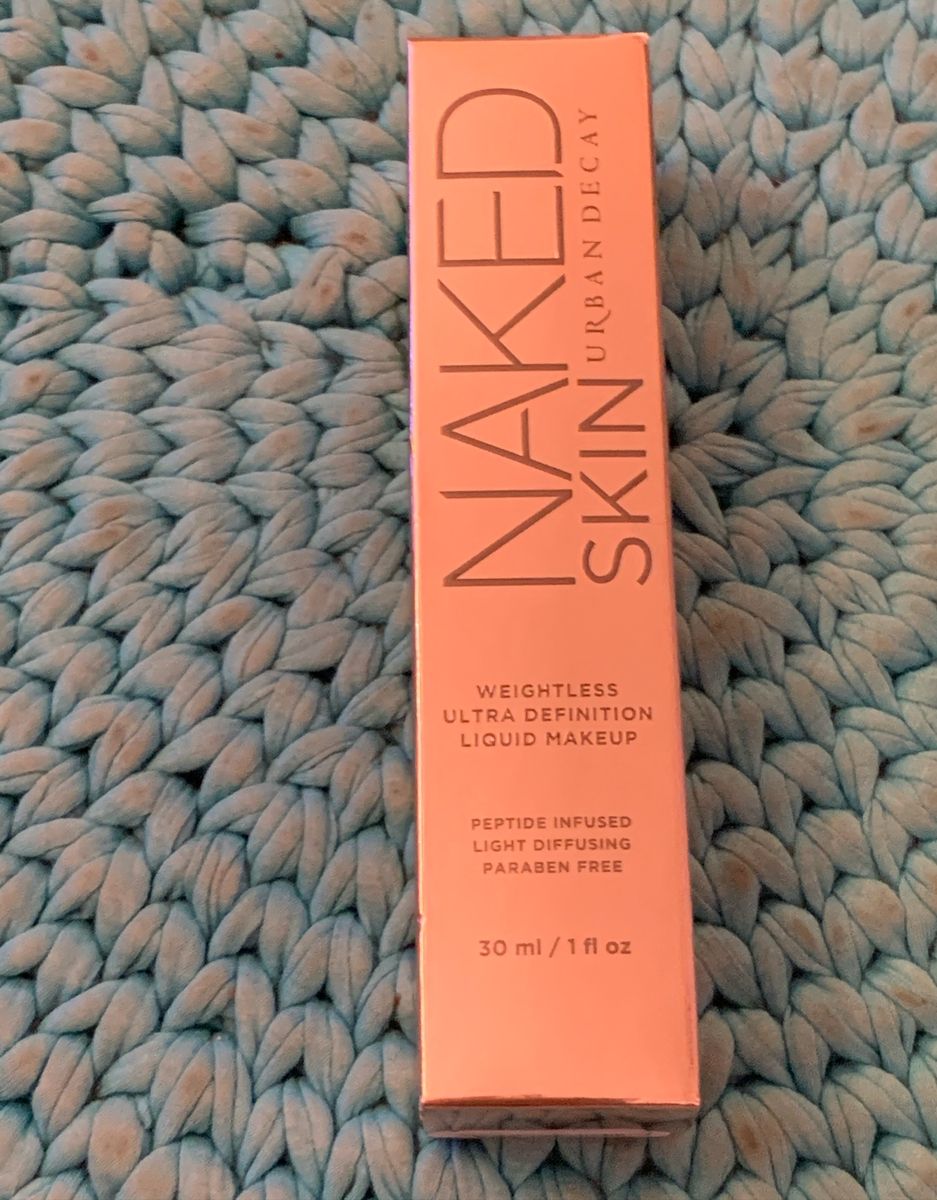 NAKED
SKIN URBAN DECAY
WEIGHTLESS
ULTRA DEFINITION
LIQUID MAKEUP
PEPTIDE INFUSED
LIGHT DIFFUSING
PARABEN FREE
30 ml / 1 fl oz